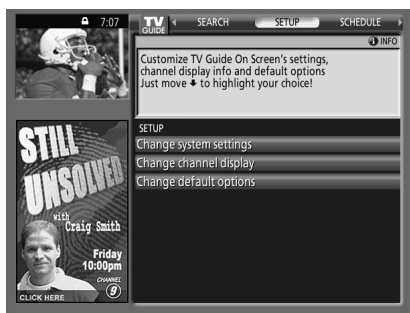 7:07
TV GUIDE
SEARCH SETUP SCHEDULE
INFO
Customize TV Guide On Screen's settings,
channel display info and default options
Just move to highlight your choice!
SETUP
Change system settings
Change channel display
Change default options
STILL
UNSOLVED
with
Craig Smith
Friday
10:00pm
CHANNEL
9
CLICK HERE